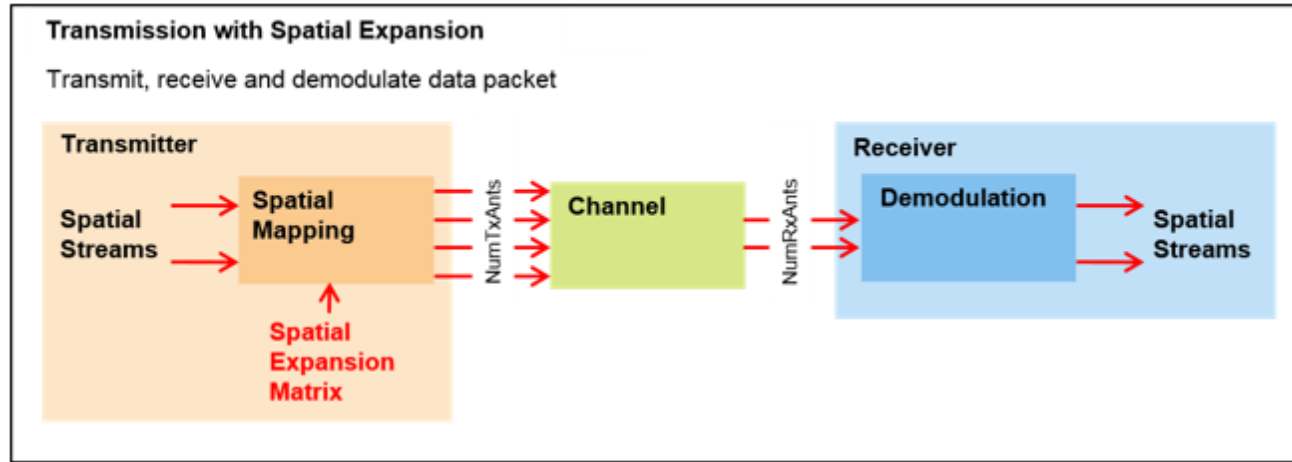 Transmission with Spatial Expansion
Transmit, receive and demodulate data packet
Transmitter
Spatial
Streams
Spatial
Mapping
Spatial
Expansion
Matrix
NumTxAnts
Channel
NumRxAnts
Receiver
Demodulation
Spatial
Streams